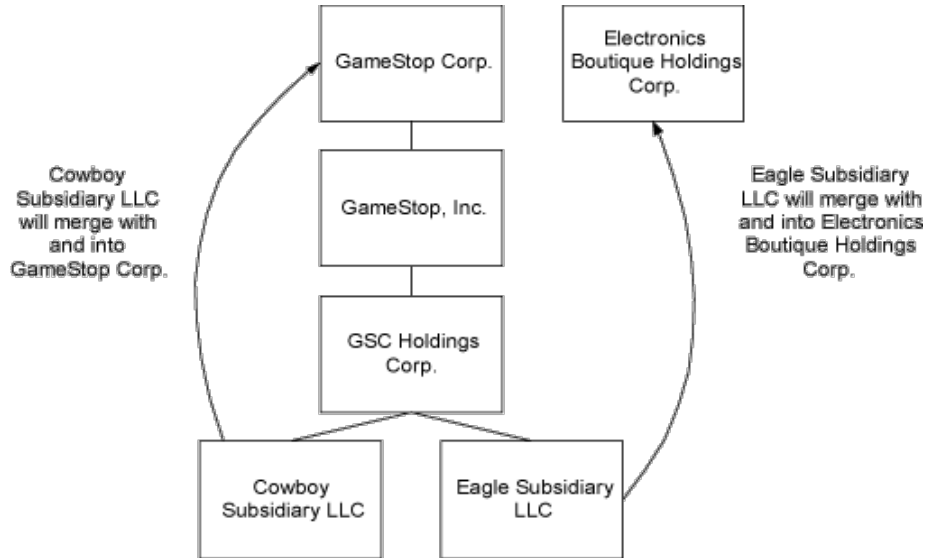 GameStop Corp.
Electronics
Boutique Holdings
Corp.
Cowboy
Subsidiary LLC
will merge with
and into
GameStop Corp.
GameStop, Inc.
Eagle Subsidiary
LLC will merge with
and into Electronics
Boutique Holdings
Corp.
GSC Holdings
Corp.
Cowboy
Subsidiary LLC
Eagle Subsidiary
LLC